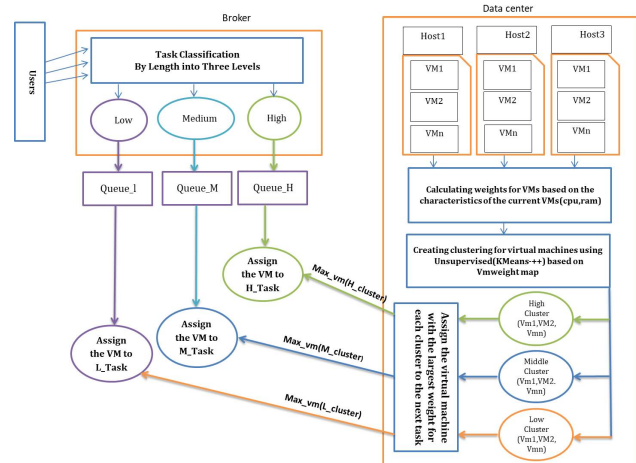 Broker
Data center
Users
Task Classification
By Length into Three Levels
Low
Medium
High
Queue_l
Queue_M
Queue_H
Host1
Host2
Host3
VM1
VM2
VMn
VM1
VM2
VMn
VM1
VM2
VMn
Calculating weights for VMs based on the
characteristics of the current VMs(cpu,ram)
Creating clustering for virtual machines using
Unsupervised(KMeans-++) based on
Vmweight map
Assign
the VM to
H_Task
Assign
the VM to
M_Task
Assign
the VM to
L_Task
Max_vm(H_cluster)
Max_vm(M_cluster)
Max_vm(L_cluster)
Assign the virtual machine
with the largest weight for
each cluster to the next task
High
Cluster
(Vm1,VM2,
Vmn)
Middle
Cluster
(Vm1,VM2.
Vmn)
Low
Cluster
(Vm1,VM2,
Vmn)